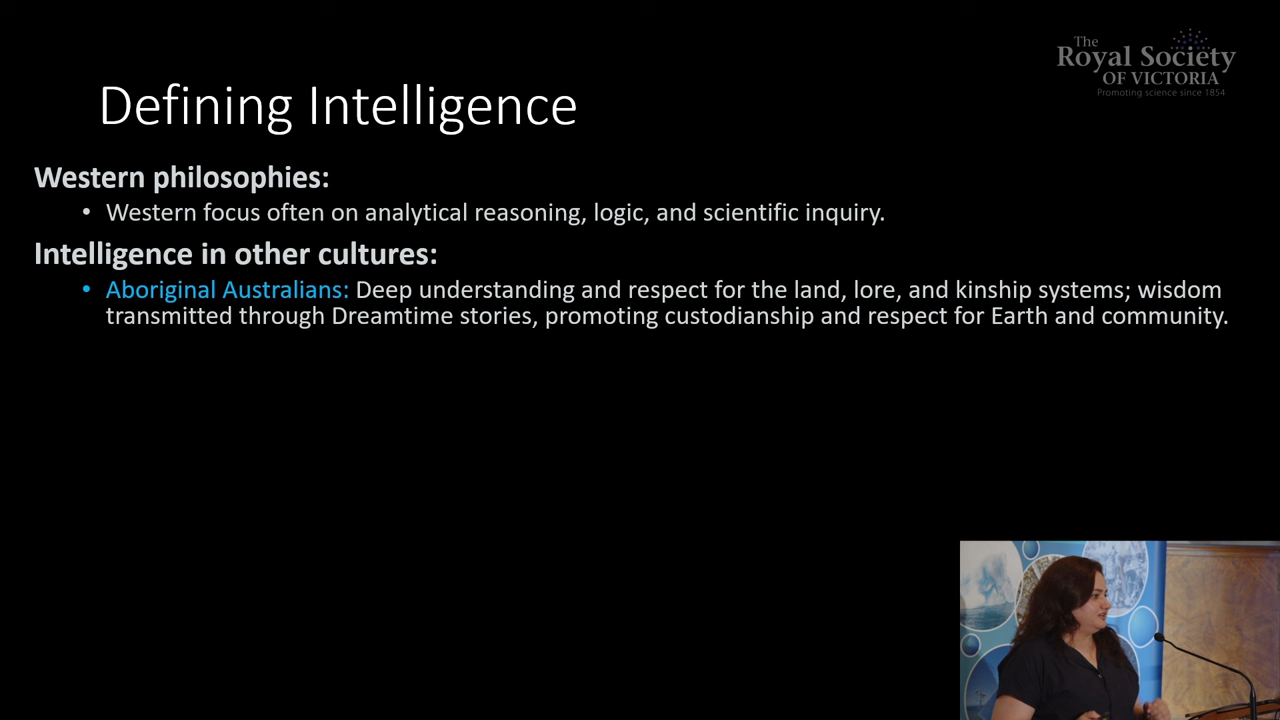 The
Royal Society
OF VICTORIA
Promoting science since 1854
Defining Intelligence
Western philosophies:
• Western focus often on analytical reasoning, logic, and scientific inquiry.
Intelligence in other cultures:
• Aboriginal Australians: Deep understanding and respect for the land, lore, and kinship systems; wisdom
transmitted through Dreamtime stories, promoting custodianship and respect for Earth and community.